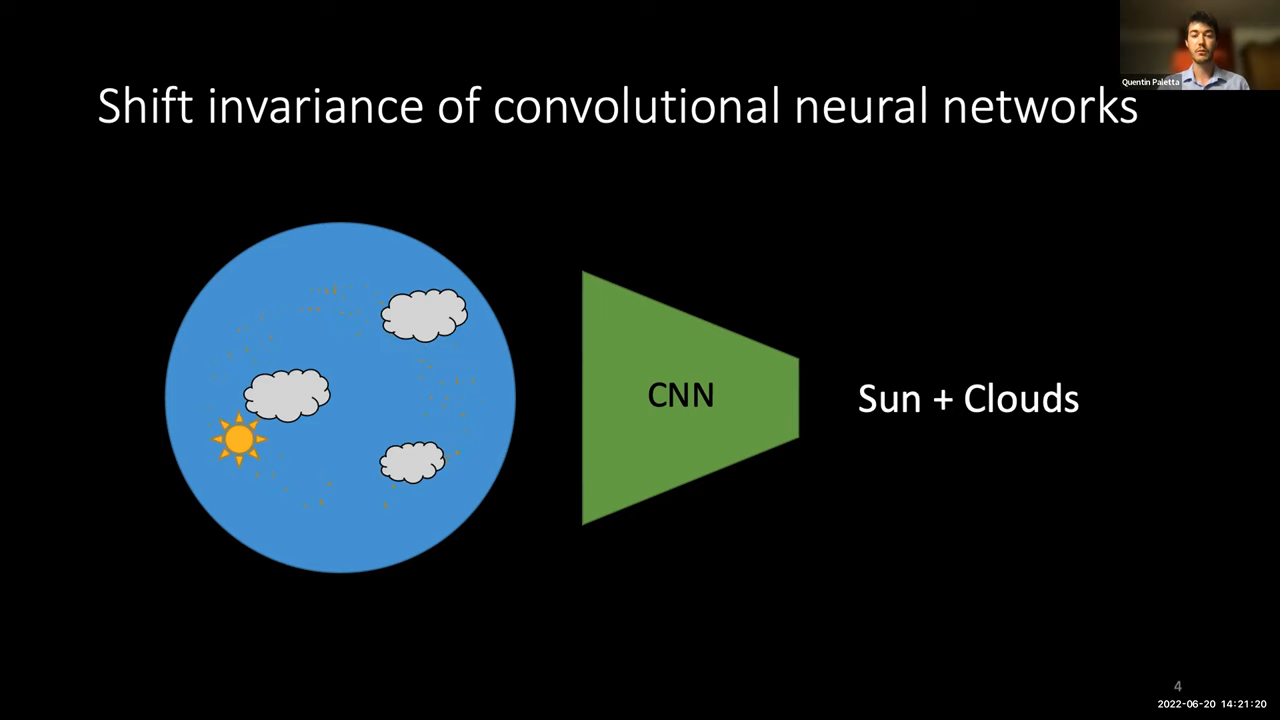 Quentin Paletta
Shift invariance of convolutional neural networks
CNN
Sun + Clouds
4
2022-06-20 14:21:20